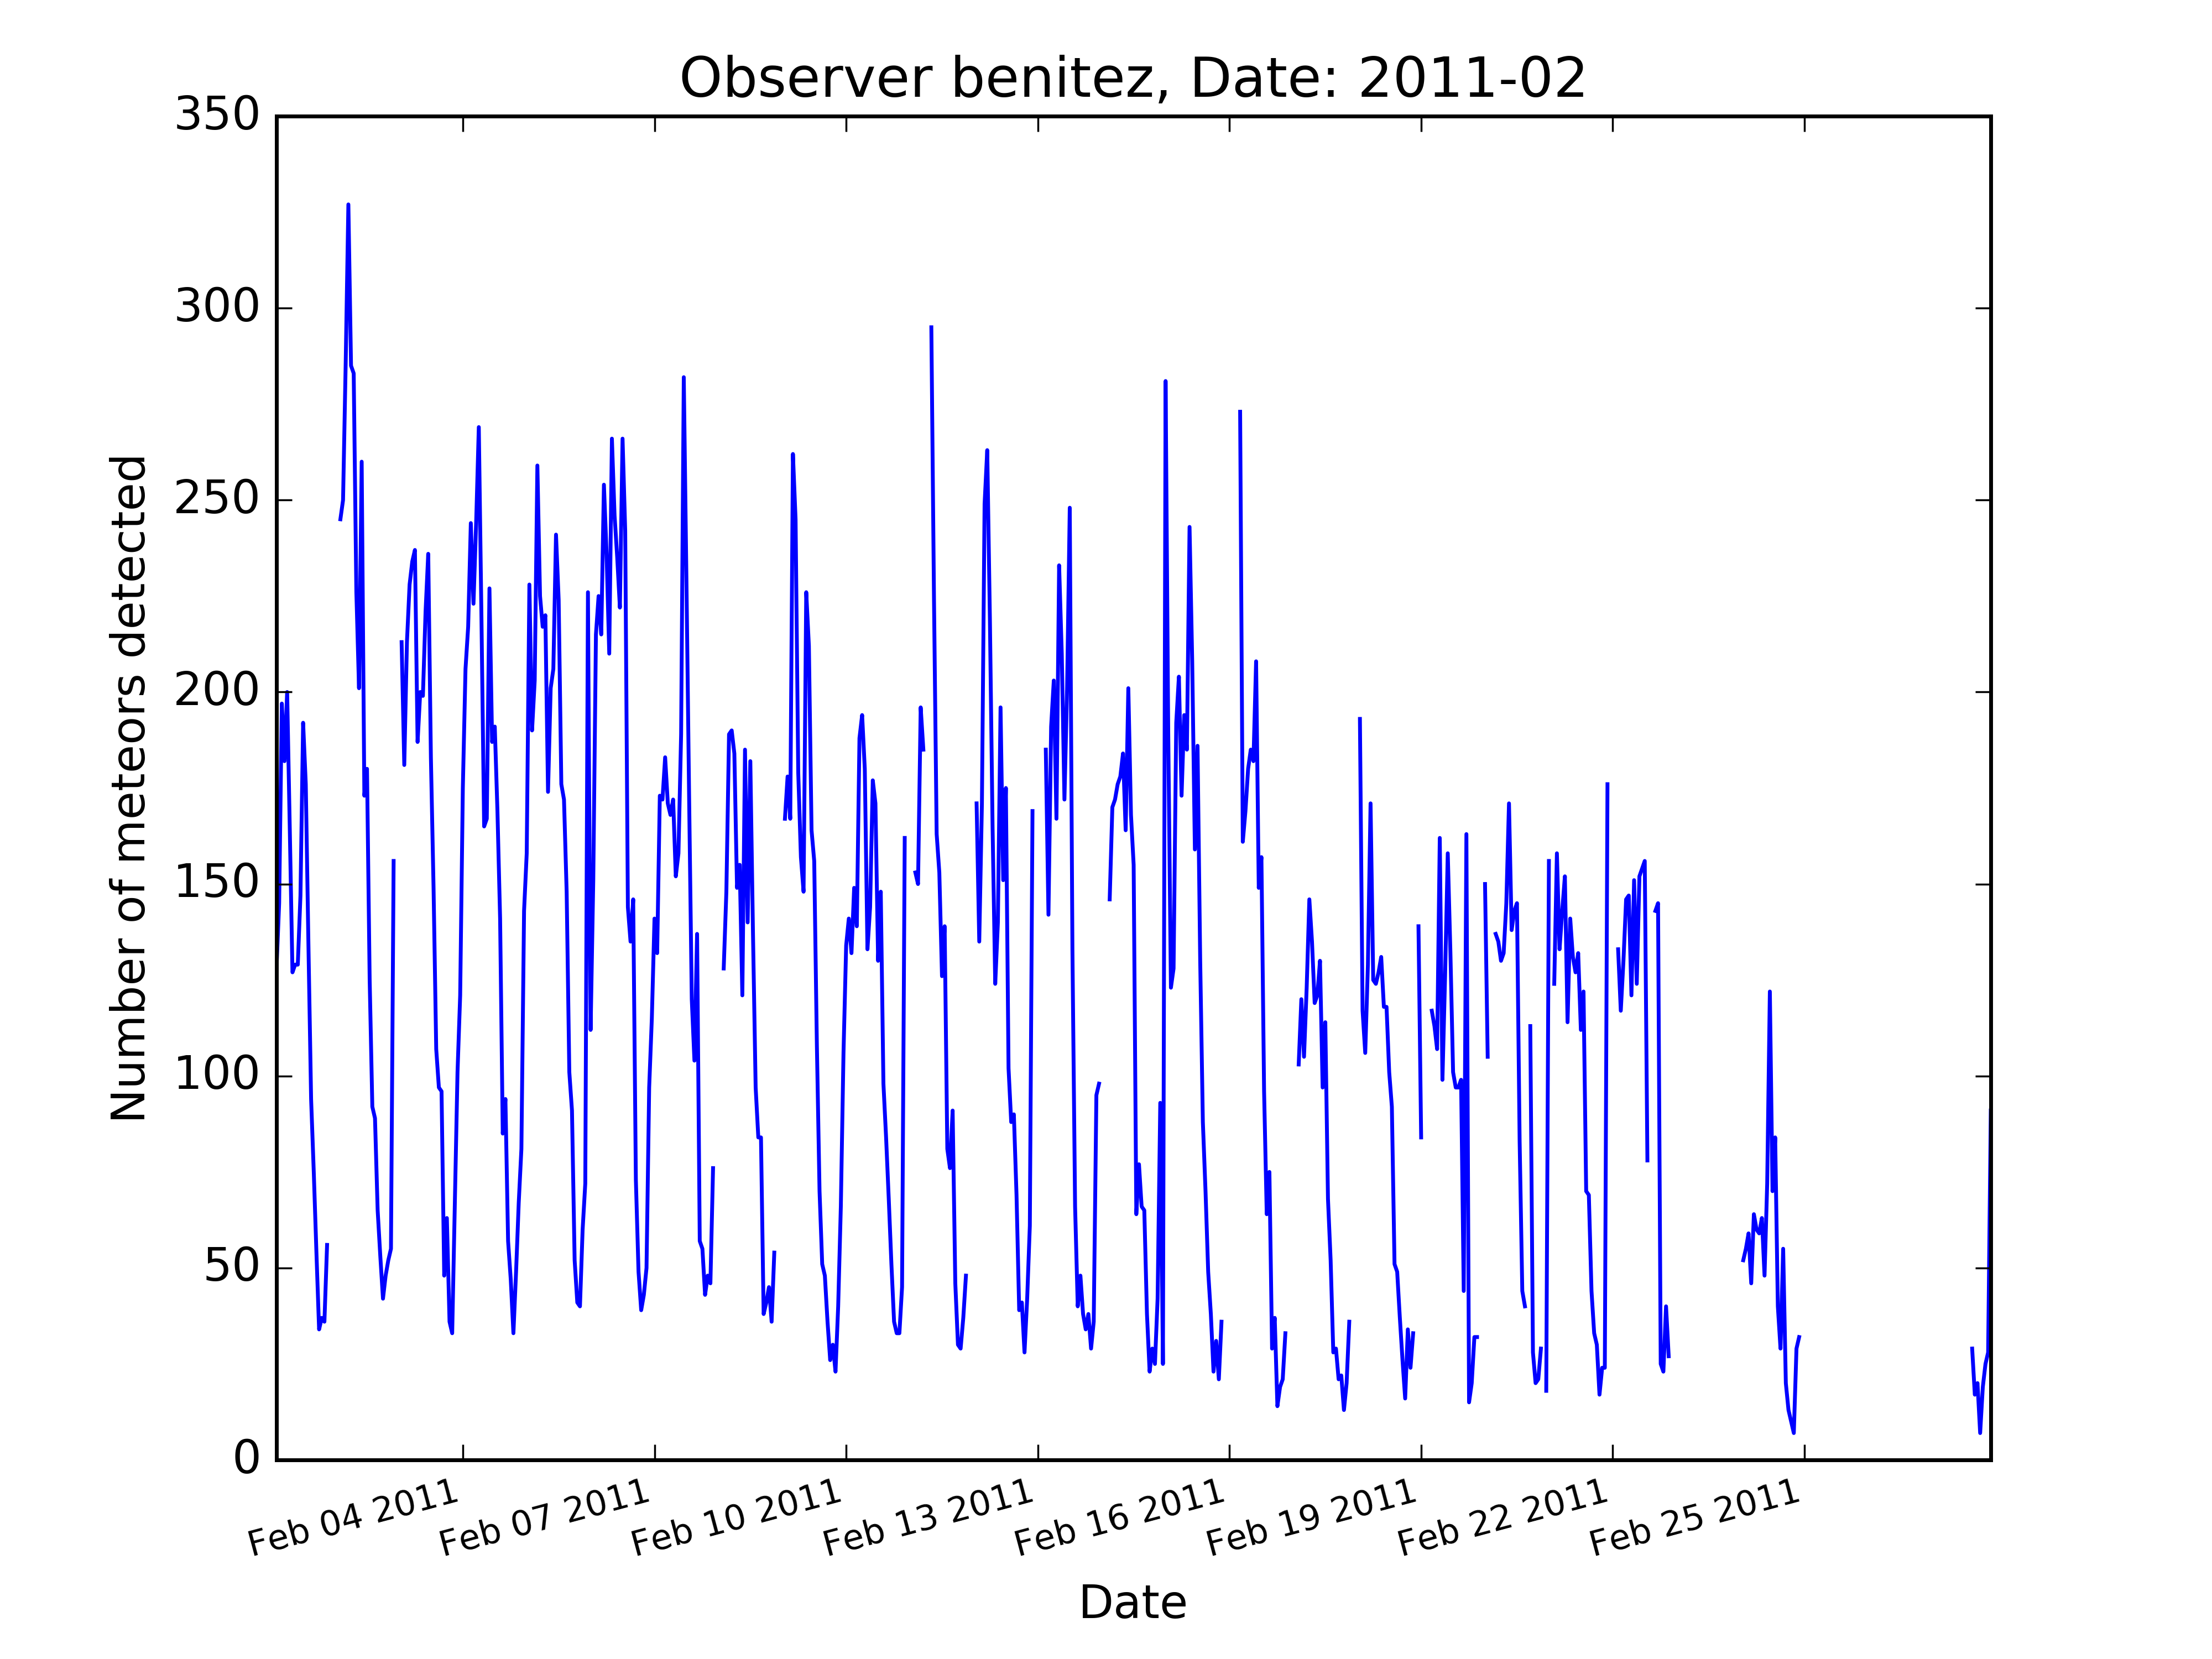 Observer benitez, Date: 2011-02
350
300
250
200
150
100
50
0
Number of meteors detected
Feb 04 2011
Feb 07 2011
Feb 10 2011
Feb 13 2011
Feb 16 2011
Feb 19 2011
Feb 22 2011
Feb 25 2011
Date